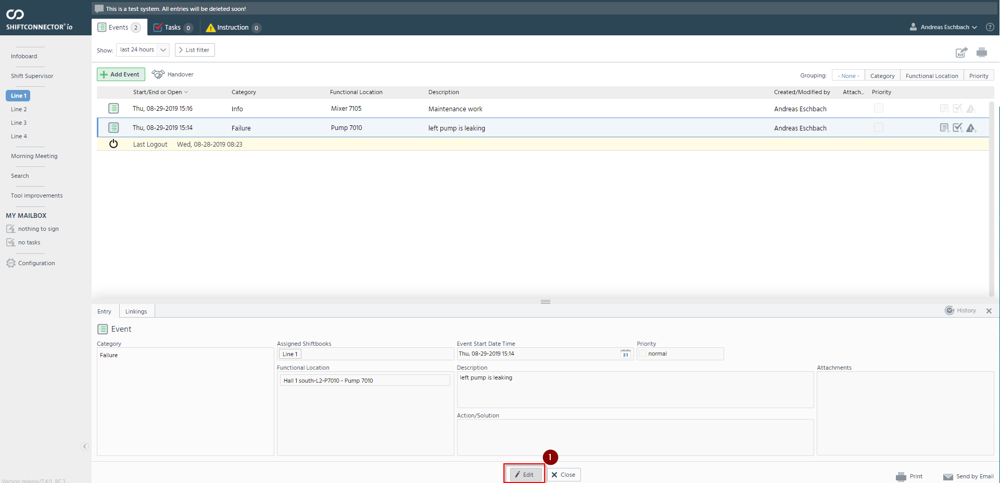 This is a test system. All entries will be deleted soon!
SHIFTCONNECTOR® io
Events 2
Tasks 0
Instruction 0
Andreas Eschbach
?
Show: last 24 hours
List filter
XLS
Infoboard
Shift Supervisor
Line 1
Line 2
Line 3
Line 4
Morning Meeting
Search
Tool improvements
MY MAILBOX
nothing to sign
no tasks
Configuration
Version release/7.4.0_RC3
Add Event
Handover
Grouping: - None - Category Functional Location Priority
Start/End or Open Category Functional Location Description Created/Modified by Attach... Priority
Thu, 08-29-2019 15:16 Info Mixer 7105 Maintenance work Andreas Eschbach
Thu, 08-29-2019 15:14 Failure Pump 7010 left pump is leaking Andreas Eschbach
Last Logout Wed, 08-28-2019 08:23
Entry Linkings
History
Event
Category
Failure
Assigned Shiftbooks
Line 1
Event Start Date Time
Thu, 08-29-2019 15:14
31
Priority
normal
Functional Location
Hall 1 south-L2-P7010 - Pump 7010
Description
left pump is leaking
Attachments
Action/Solution
1
Edit
Close
Print
Send by Email